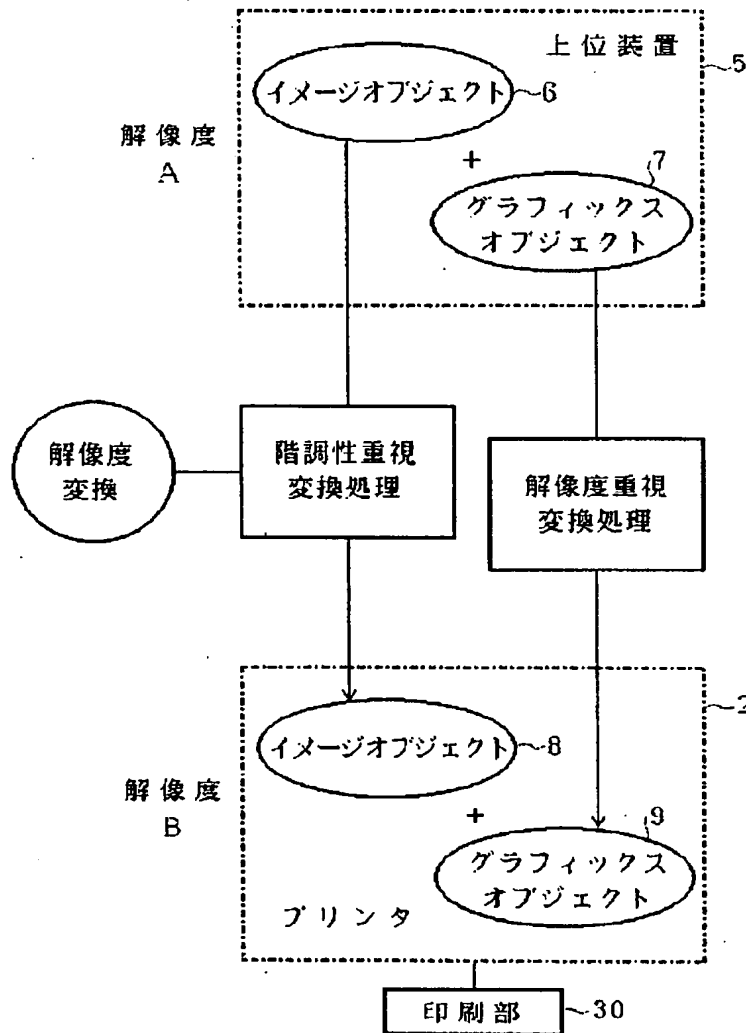 上位装置
5
イメージオブジェクト
6
解像度
A
+
7
グラフィックス
オブジェクト
解像度
変換
階調性重視
変換処理
解像度重視
変換処理
2
イメージオブジェクト
8
解像度
B
+
9
グラフィックス
オブジェクト
プリンタ
印刷部
30